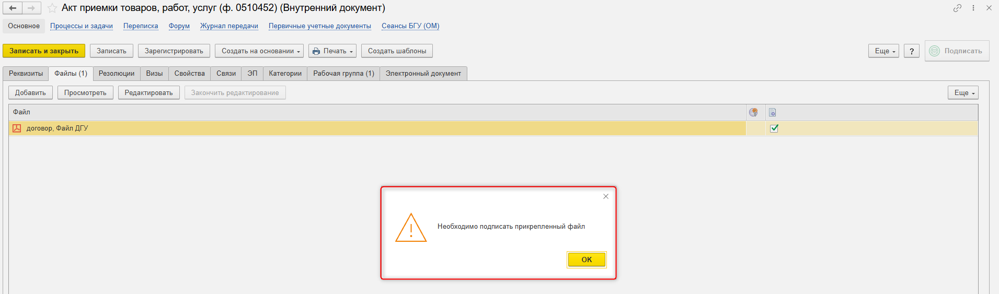 Акт приемки товаров, работ, услуг (ф. 0510452) (Внутренний документ)
Основное Процессы и задачи Переписка Форум Журнал передачи Первичные учетные документы Сеансы БГУ (ОМ)
Записать и закрыть Записать Зарегистрировать Создать на основании Печать Создать шаблоны Еще ? Подписать
Реквизиты Файлы (1) Резолюции Визы Свойства Связи ЭП Категории Рабочая группа (1) Электронный документ
Добавить Просмотреть Редактировать Закончить редактирование Еще
Файл
договор, Файл ДГУ
Необходимо подписать прикрепленный файл
ОК